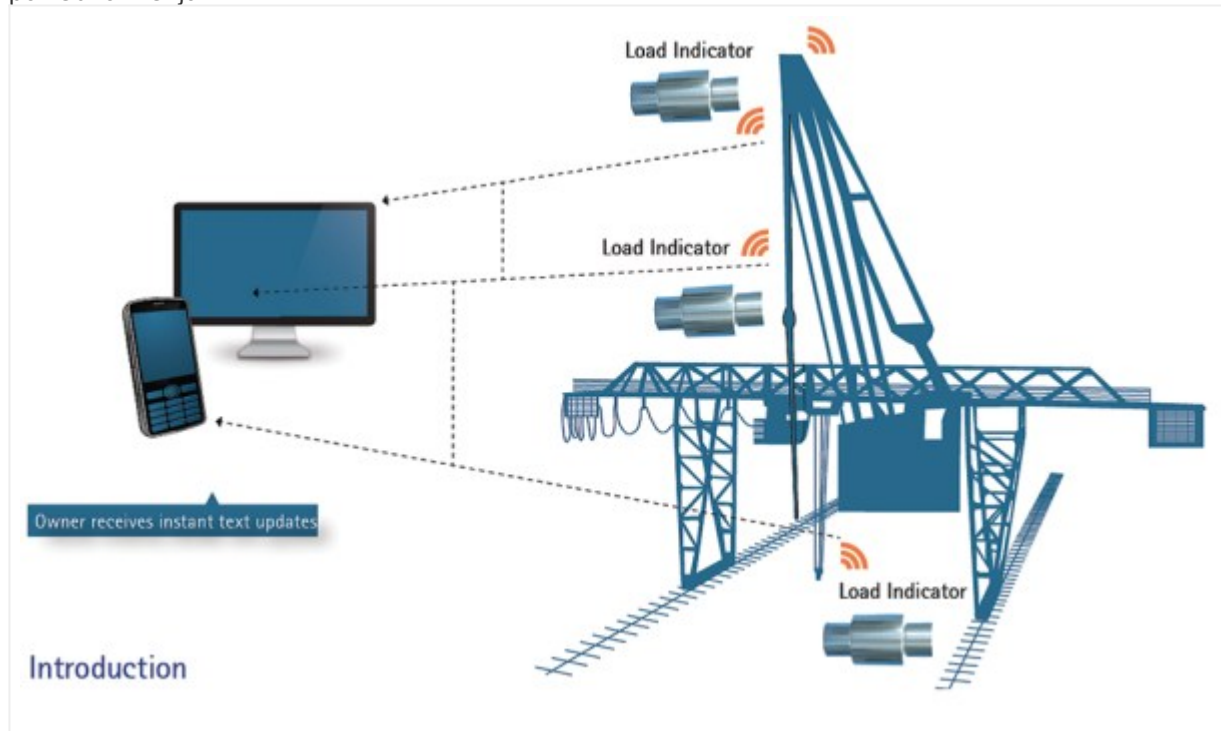 Load Indicator
Load Indicator
Owner receives instant text updates
Load Indicator
Introduction